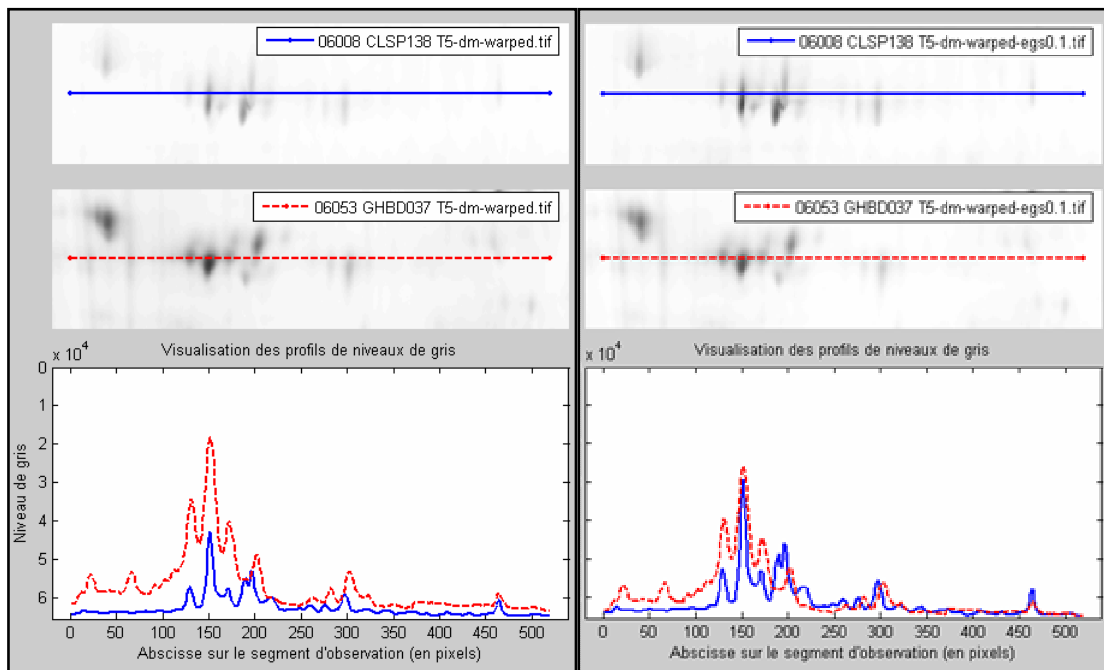 06008 CLSP138 T5-dm-warped.tif
06053 GHBD037 T5-dm-warped.tif
x 10⁴
Visualisation des profils de niveaux de gris
0
1
2
3
4
5
6
Niveau de gris
0 50 100 150 200 250 300 350 400 450 500
Abscisse sur le segment d'observation (en pixels)
06008 CLSP138 T5-dm-warped-egs0.1.tif
06053 GHBD037 T5-dm-warped-egs0.1.tif
x 10⁴
Visualisation des profils de niveaux de gris
0 50 100 150 200 250 300 350 400 450 500
Abscisse sur le segment d'observation (en pixels)